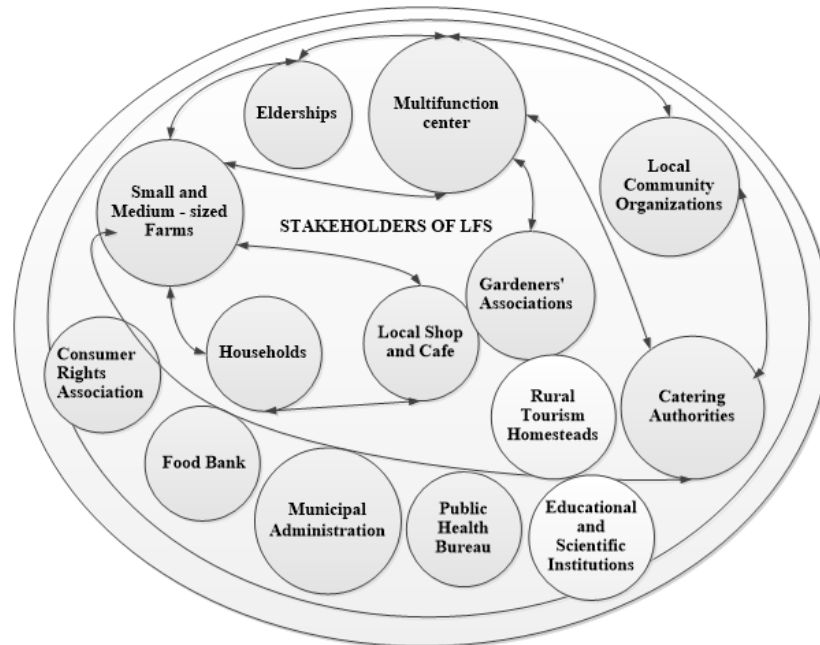 Elderships
Multifunction
center
Local
Community
Organizations
Small and
Medium - sized
Farms
STAKEHOLDERS OF LFS
Gardeners'
Associations
Local Shop
and Cafe
Households
Consumer
Rights
Association
Rural
Tourism
Homesteads
Catering
Authorities
Food Bank
Municipal
Administration
Public
Health
Bureau
Educational
and
Scientific
Institutions